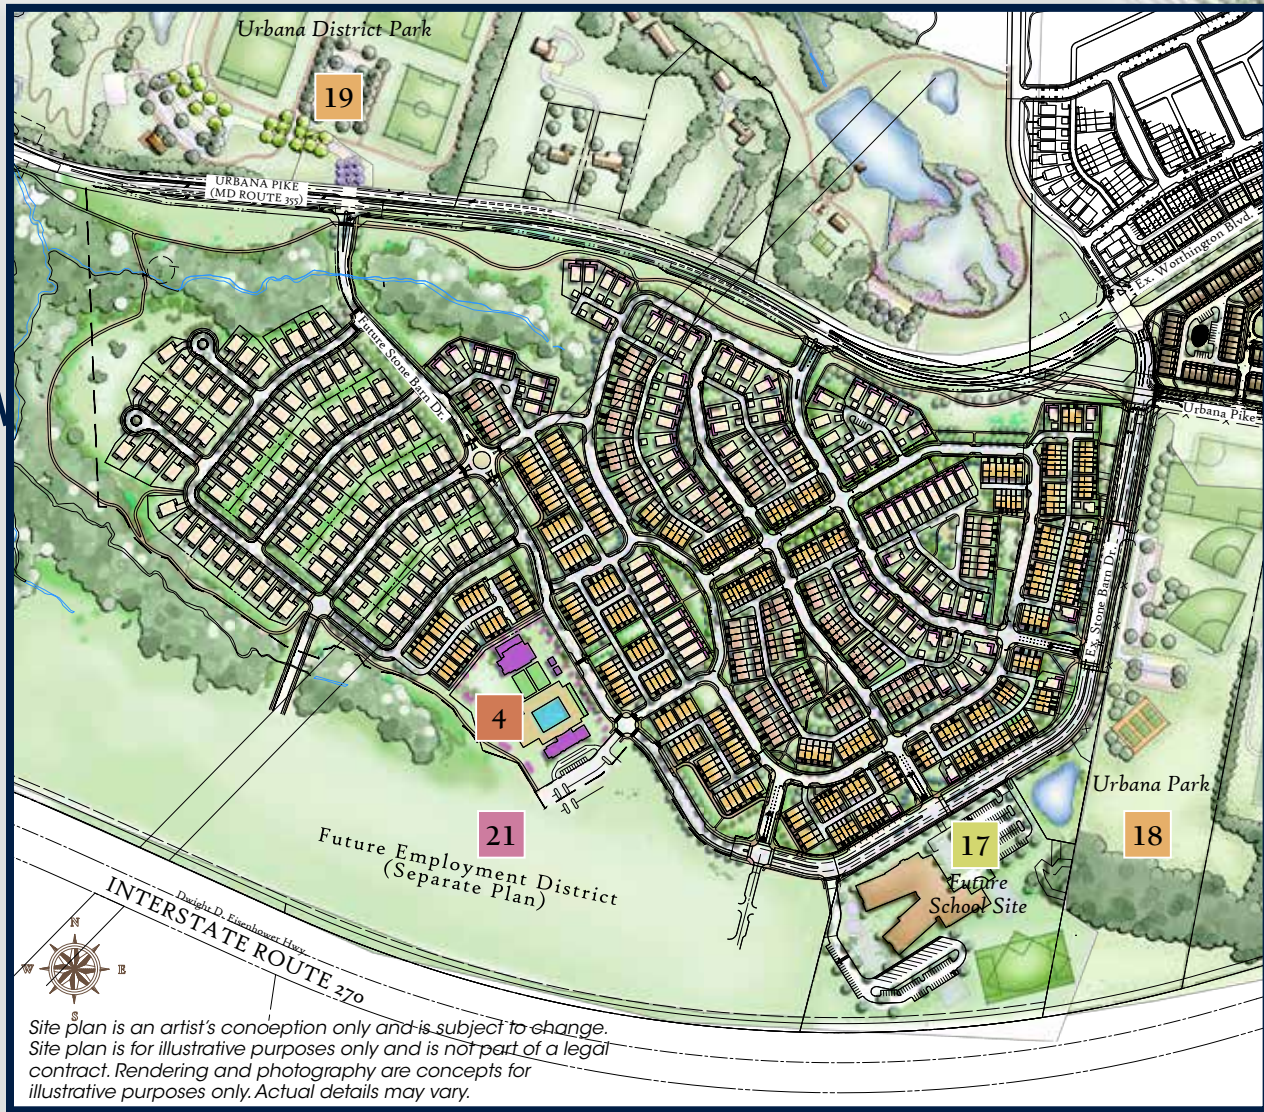 Urbana District Park
19
URBANA PIKE
(MD ROUTE 355)
Ex. Worthington Blvd.
Future Stone Barn Dr.
Urbana Pike
Ex. Stone Barn Dr.
4
Urbana Park
18
21
17
Future
School Site
Future Employment District
(Separate Plan)
Dwight D. Eisenhower Hwy
INTERSTATE ROUTE 270
N
W
E
S
Site plan is an artist's conception only and is subject to change.
Site plan is for illustrative purposes only and is not part of a legal
contract. Rendering and photography are concepts for
illustrative purposes only. Actual details may vary.